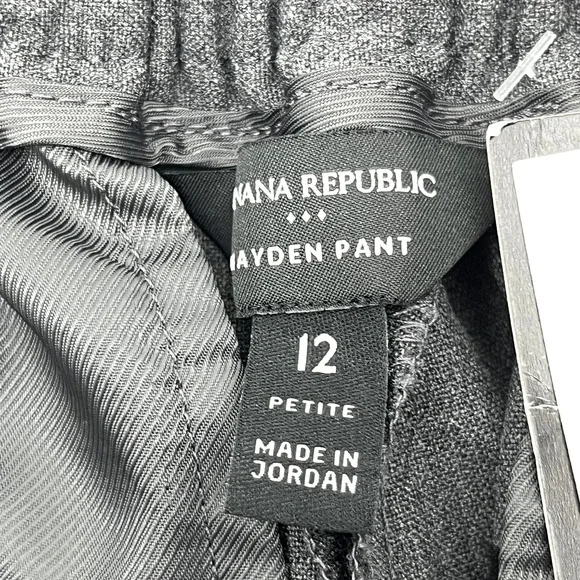 NANA REPUBLIC
AYDEN PANT
12
PETITE
MADE IN
JORDAN